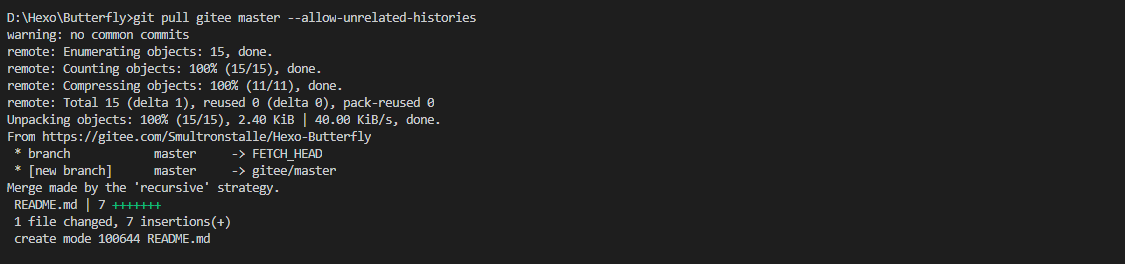 D:\Hexo\Butterfly>git pull gitee master --allow-unrelated-histories
warning: no common commits
remote: Enumerating objects: 15, done.
remote: Counting objects: 100% (15/15), done.
remote: Compressing objects: 100% (11/11), done.
remote: Total 15 (delta 1), reused 0 (delta 0), pack-reused 0
Unpacking objects: 100% (15/15), 2.40 KiB | 40.00 KiB/s, done.
From https://gitee.com/Smultronstalle/Hexo-Butterfly
 * branch            master     -> FETCH_HEAD
 * [new branch]      master     -> gitee/master
Merge made by the 'recursive' strategy.
 README.md | 7 +++++++
 1 file changed, 7 insertions(+)
 create mode 100644 README.md